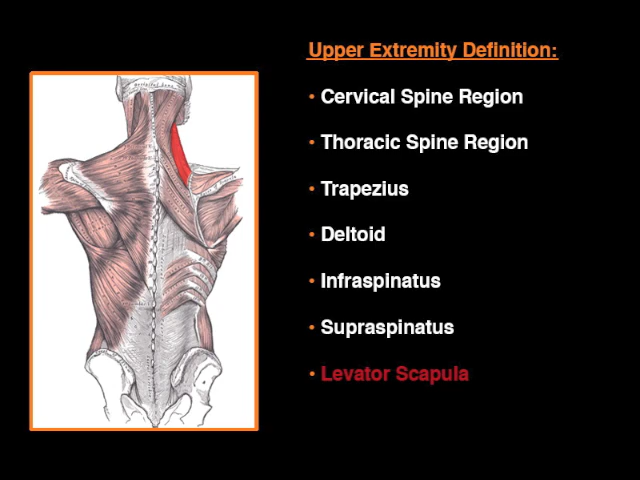 Upper Extremity Definition:
• Cervical Spine Region
• Thoracic Spine Region
• Trapezius
• Deltoid
• Infraspinatus
• Supraspinatus
• Levator Scapula